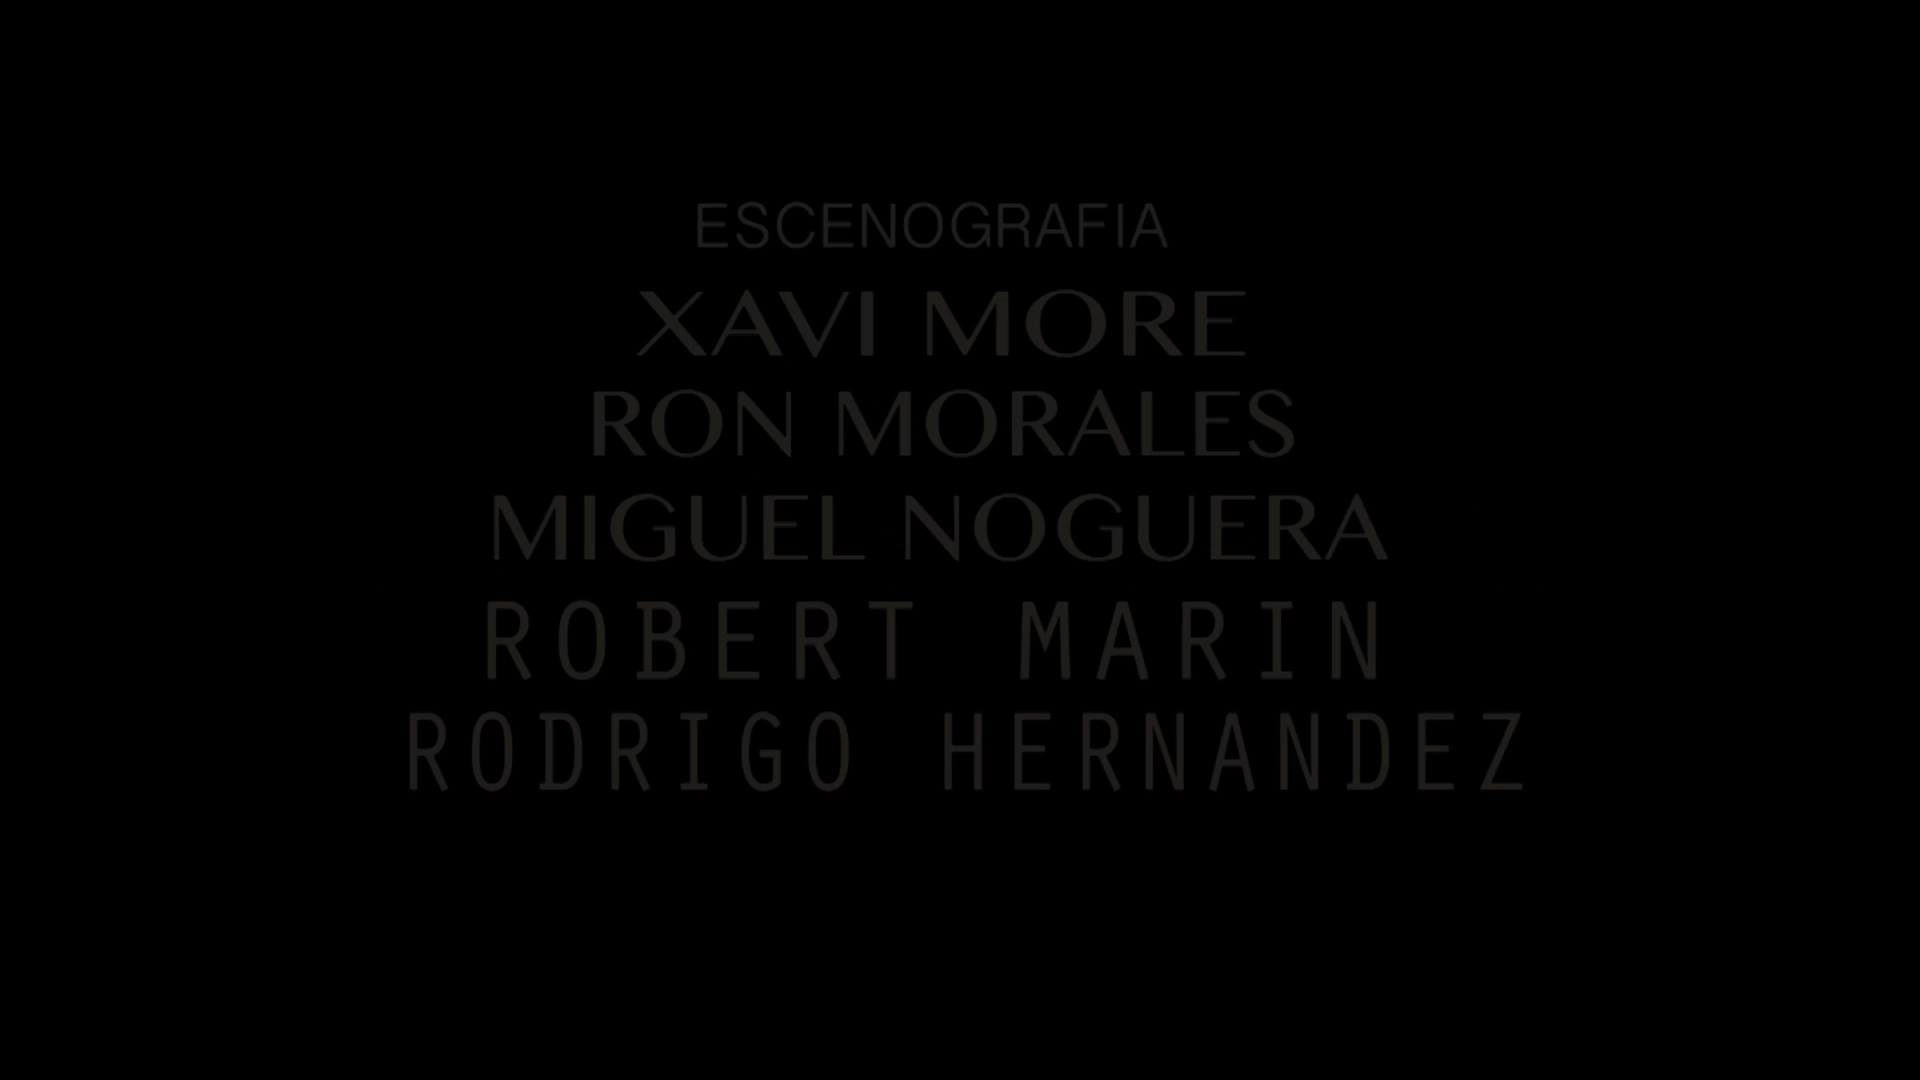 ESCENOGRAFIA
XAVI MORE
RON MORALES
MIGUEL NOGUERA
ROBERT MARIN
RODRIGO HERNANDEZ